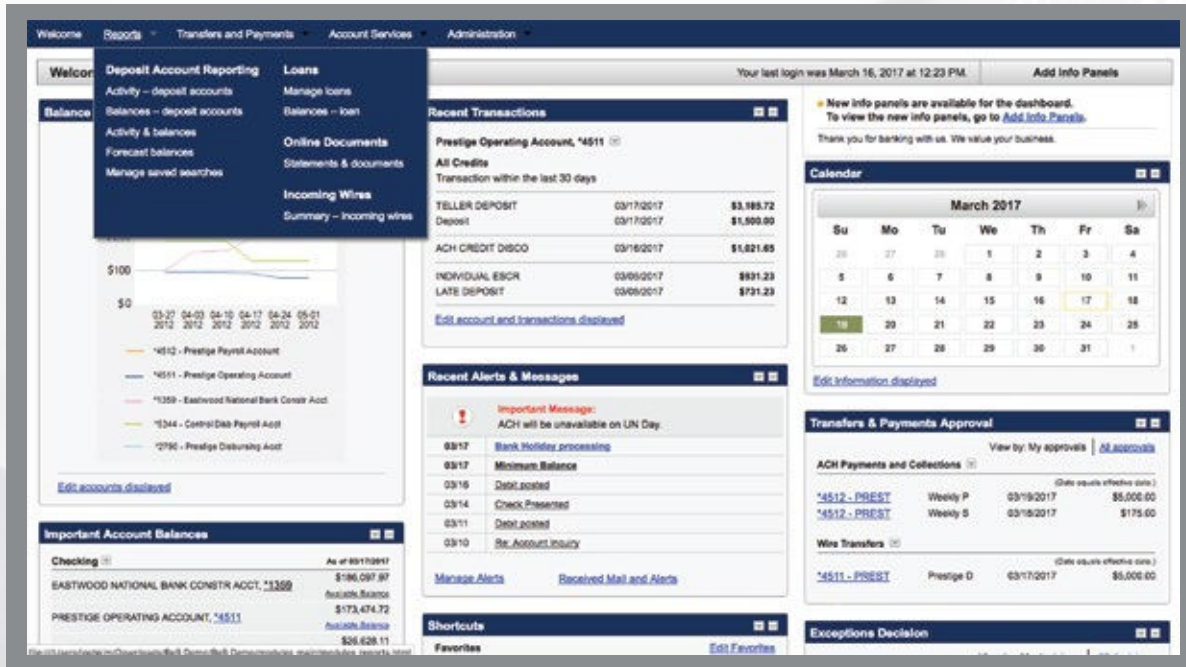 Welcome Reports Transfers and Payments Account Services Administration
Your last login was March 16, 2017 at 12:23 PM. Add Info Panels
Deposit Account Reporting
Activity – deposit accounts
Balances – deposit accounts
Activity & balances
Forecast balances
Manage saved searches
Loans
Manage loans
Balances – loan
Online Documents
Statements & documents
Incoming Wires
Summary – incoming wires
Balance
$100
$0
03-27 04-03 04-10 04-17 04-24 05-01
2012 2012 2012 2012 2012 2012
*4512 - Prestige Payroll Account
*4511 - Prestige Operating Account
*1359 - Eastwood National Bank Constr Acct
*5344 - Control Disb Payroll Acct
*2790 - Prestige Disbursing Acct
Edit accounts displayed
Important Account Balances
Checking As of 03/17/2017
EASTWOOD NATIONAL BANK CONSTR ACCT, *1359 $186,097.97
Available Balance
PRESTIGE OPERATING ACCOUNT, *4511 $173,474.72
Available Balance
$26,628.11
Recent Transactions
Prestige Operating Account, *4511
All Credits
Transaction within the last 30 days
TELLER DEPOSIT 03/17/2017 $3,185.72
Deposit 03/17/2017 $1,500.00
ACH CREDIT DISCO 03/16/2017 $1,021.65
INDIVIDUAL ESCR 03/05/2017 $931.23
LATE DEPOSIT 03/05/2017 $731.23
Edit account and transactions displayed
Recent Alerts & Messages
Important Message:
ACH will be unavailable on UN Day.
03/17 Bank Holiday processing
03/17 Minimum Balance
03/16 Debit posted
03/14 Check Presented
03/11 Debit posted
03/10 Re: Account Inquiry
Manage Alerts Received Mail and Alerts
Shortcuts
Favorites Edit Favorites
New info panels are available for the dashboard.
To view the new info panels, go to Add Info Panels.
Thank you for banking with us. We value your business.
Calendar
March 2017
Su Mo Tu We Th Fr Sa
26 27 28 1 2 3 4
5 6 7 8 9 10 11
12 13 14 15 16 17 18
19 20 21 22 23 24 25
26 27 28 29 30 31 1
Edit Information displayed
Transfers & Payments Approval
View by: My approvals | All approvals
ACH Payments and Collections
(Date equals effective date.)
*4512 - PREST Weekly P 03/19/2017 $5,000.00
*4512 - PREST Weekly S 03/18/2017 $175.00
Wire Transfers
(Date equals effective date.)
*4511 - PREST Prestige D 03/17/2017 $5,000.00
Exceptions Decision